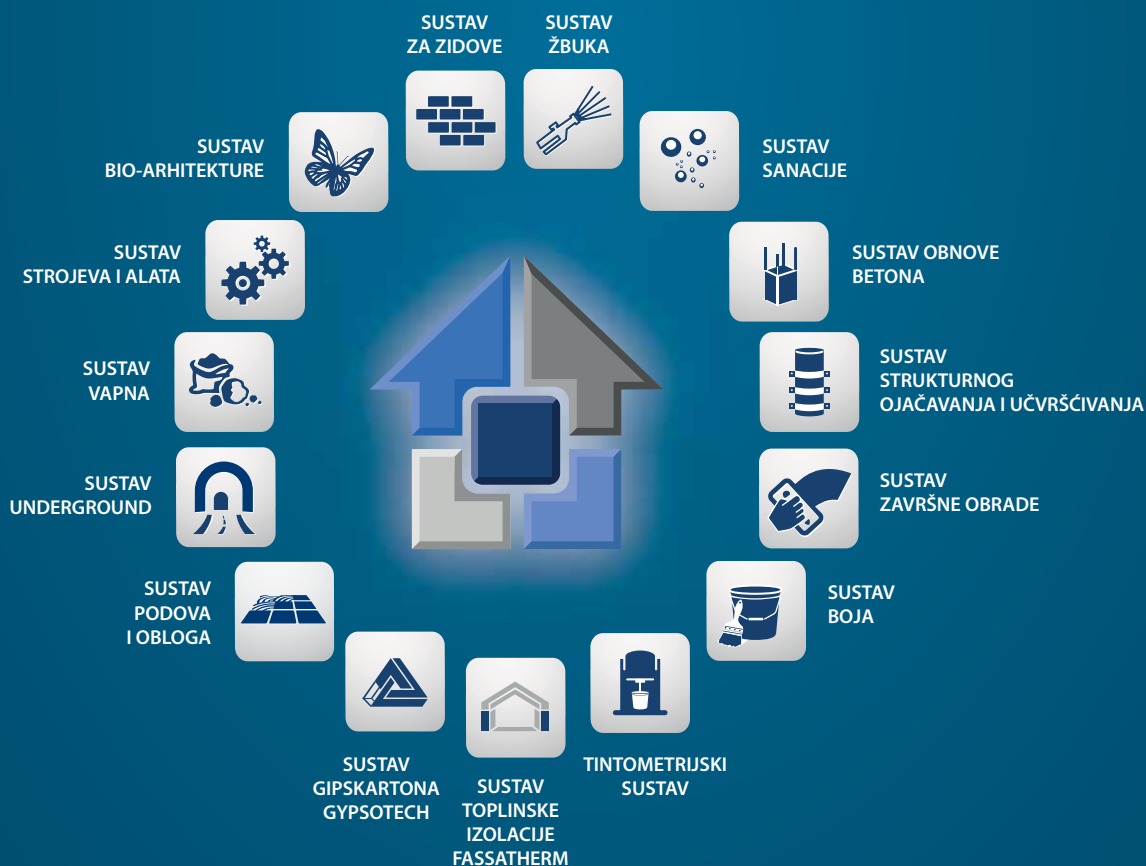 SUSTAV
ZA ZIDOVE
SUSTAV
ŽBUKA
SUSTAV
SANACIJE
SUSTAV OBNOVE
BETONA
SUSTAV
STRUKTURNOG
OJAČAVANJA I UČVRŠĆIVANJA
SUSTAV
ZAVRŠNE OBRADE
SUSTAV
BOJA
TINTOMETRIJSKI
SUSTAV
SUSTAV
TOPLINSKE
IZOLACIJE
FASSATHERM
SUSTAV
GIPSKARTONA
GYPSOTECH
SUSTAV
PODOVA
I OBLOGA
SUSTAV
UNDERGROUND
SUSTAV
VAPNA
SUSTAV
STROJEVA I ALATA
SUSTAV
BIO-ARHITEKTURE